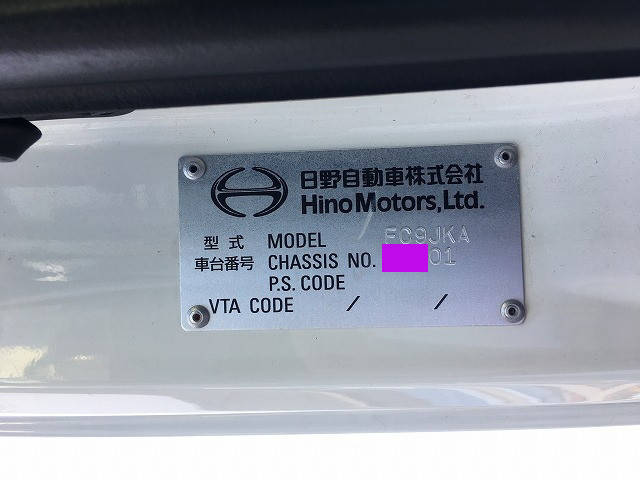 日野自動車株式会社
Hino Motors, Ltd.
型式 MODEL FC9JKA
車台番号 CHASSIS NO. 01
P.S. CODE
VTA CODE / /